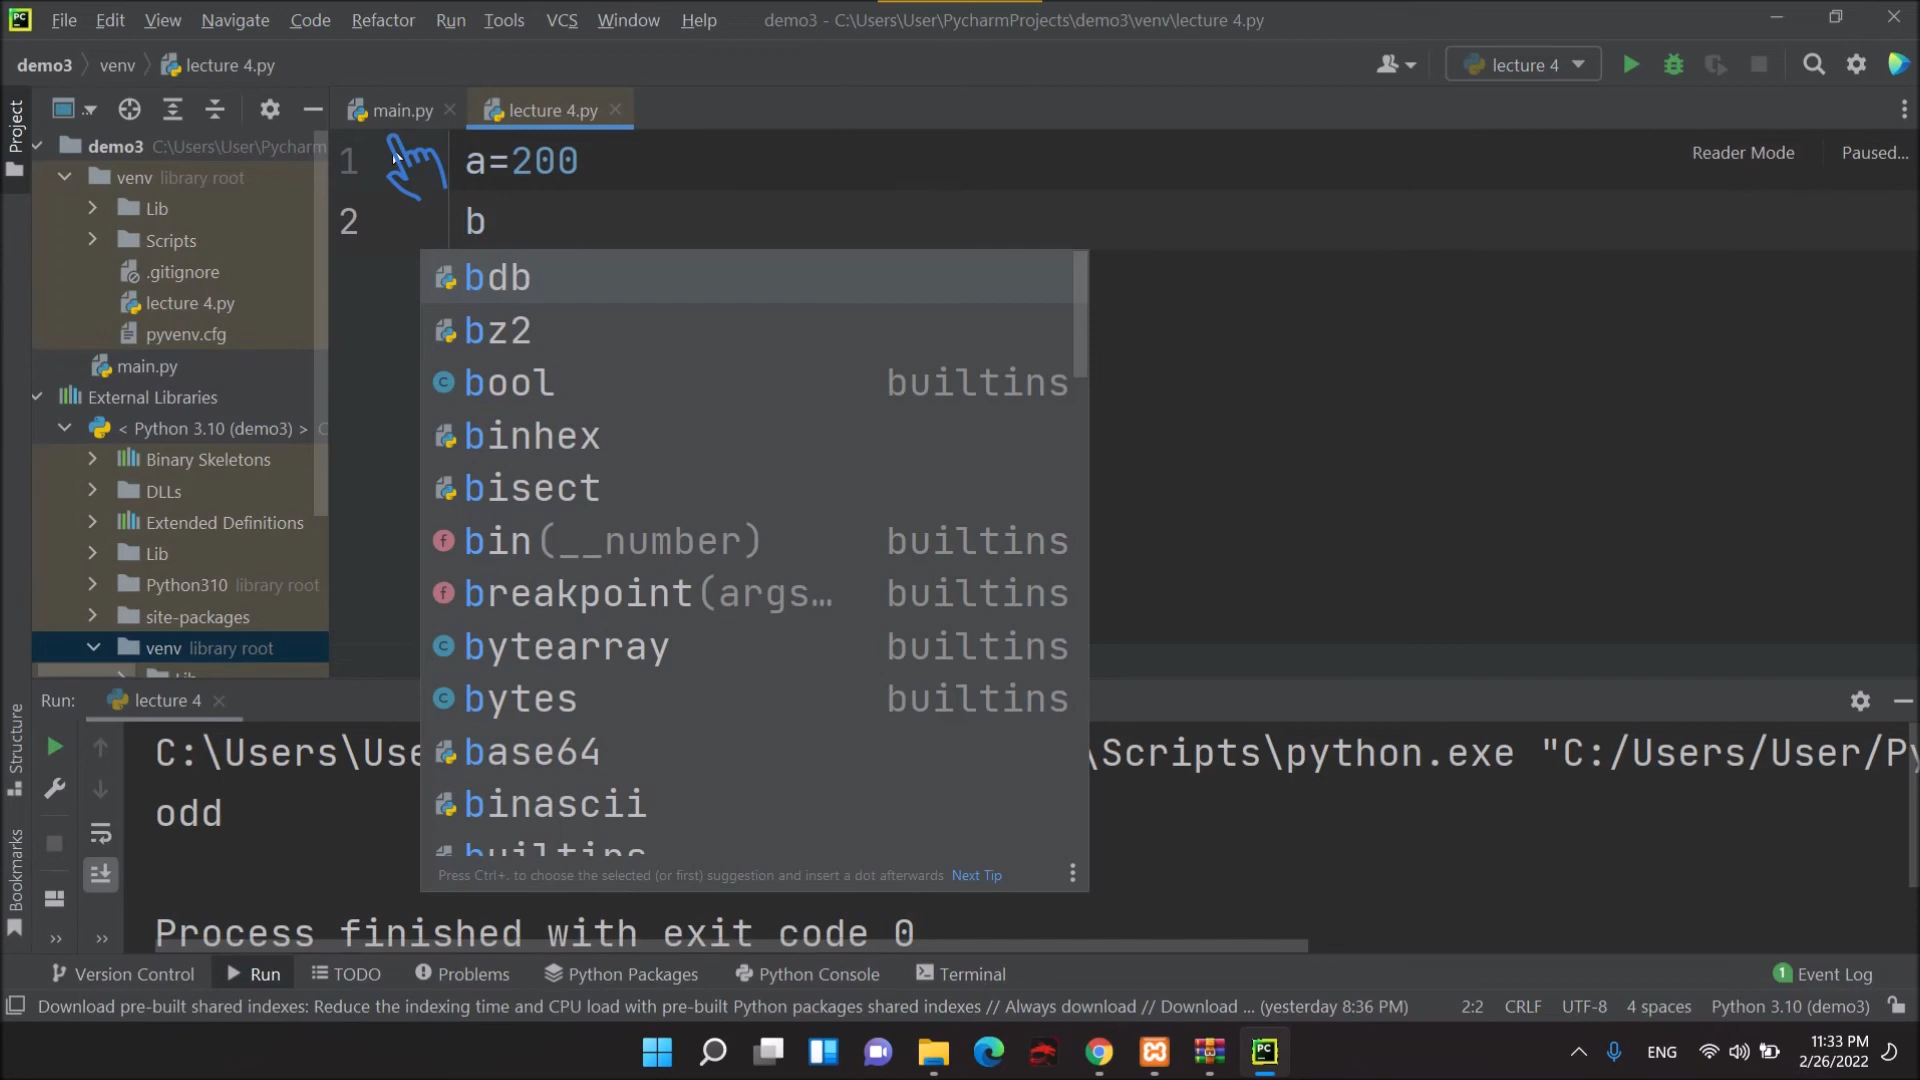 File Edit View Navigate Code Refactor Run Tools VCS Window Help demo3 - C:\Users\User\PycharmProjects\demo3\venv\lecture 4.py
demo3 venv lecture 4.py lecture 4
Project
main.py lecture 4.py
demo3 C:\Users\User\Pycharm
venv library root
Lib
Scripts
.gitignore
lecture 4.py
pyvenv.cfg
main.py
External Libraries
< Python 3.10 (demo3) > C
Binary Skeletons
DLLs
Extended Definitions
Lib
Python310 library root
site-packages
venv library root
1 a=200
Reader Mode Paused...
2 b
bdb
bz2
bool builtins
binhex
bisect
bin(__number) builtins
breakpoint(args… builtins
bytearray builtins
bytes builtins
base64
binascii
builtins
Press Ctrl+. to choose the selected (or first) suggestion and insert a dot afterwards Next Tip
Structure
Bookmarks
Run: lecture 4
C:\Users\Use \Scripts\python.exe "C:/Users/User/Py
odd
Process finished with exit code 0
Version Control Run TODO Problems Python Packages Python Console Terminal 1 Event Log
Download pre-built shared indexes: Reduce the indexing time and CPU load with pre-built Python packages shared indexes // Always download // Download ... (yesterday 8:36 PM) 2:2 CRLF UTF-8 4 spaces Python 3.10 (demo3)
ENG
11:33 PM
2/26/2022